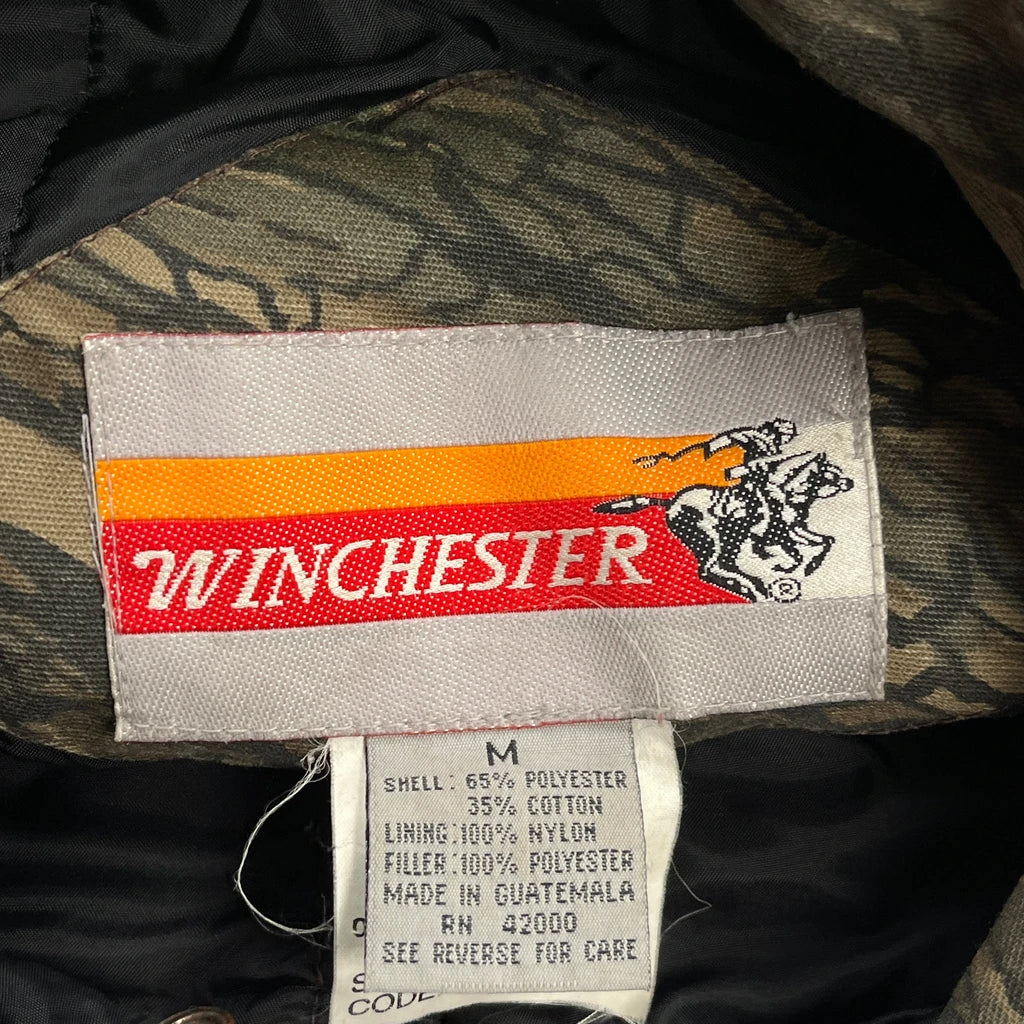 WINCHESTER
®
M
SHELL: 65% POLYESTER
35% COTTON
LINING:100% NYLON
FILLER:100% POLYESTER
MADE IN GUATEMALA
RN 42000
SEE REVERSE FOR CARE
CODE